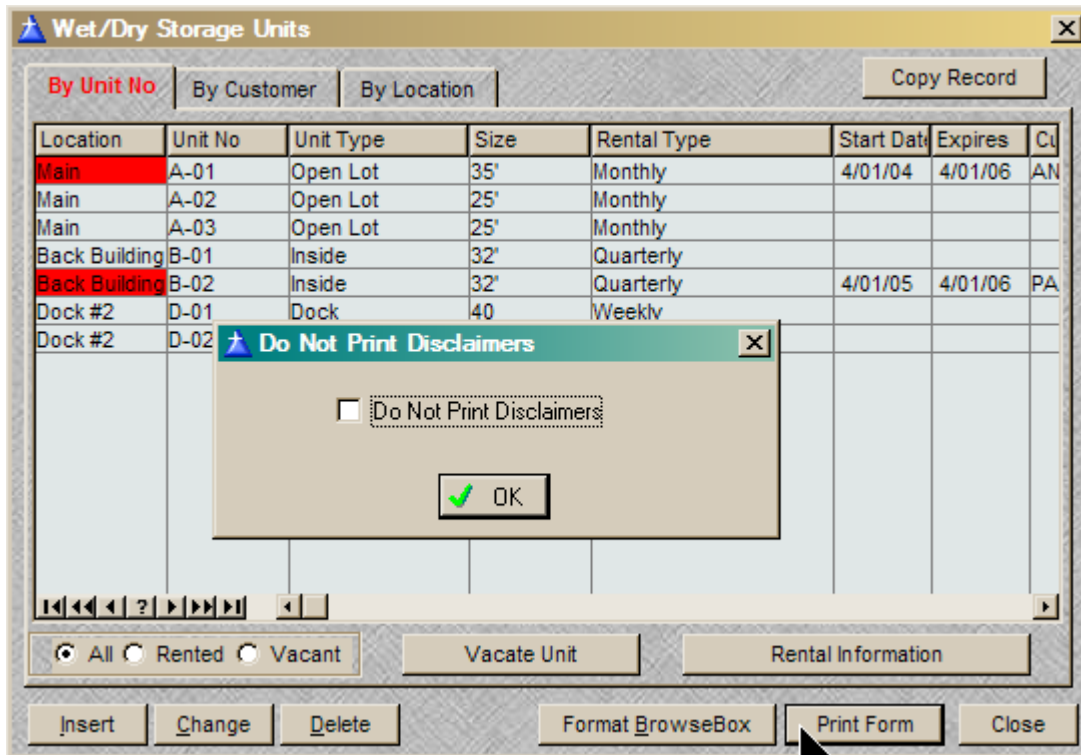 Wet/Dry Storage Units
By Unit No By Customer By Location Copy Record
Location Unit No Unit Type Size Rental Type Start Date Expires
Main A-01 Open Lot 35' Monthly 4/01/04 4/01/06 AN
Main A-02 Open Lot 25' Monthly
Main A-03 Open Lot 25' Monthly
Back Building B-01 Inside 32' Quarterly
Back Building B-02 Inside 32' Quarterly 4/01/05 4/01/06 PA
Dock #2 D-01 Dock 40 Weekly
Dock #2 D-02
Do Not Print Disclaimers
Do Not Print Disclaimers
OK
?
All Rented Vacant Vacate Unit Rental Information
Insert Change Delete Format BrowseBox Print Form Close